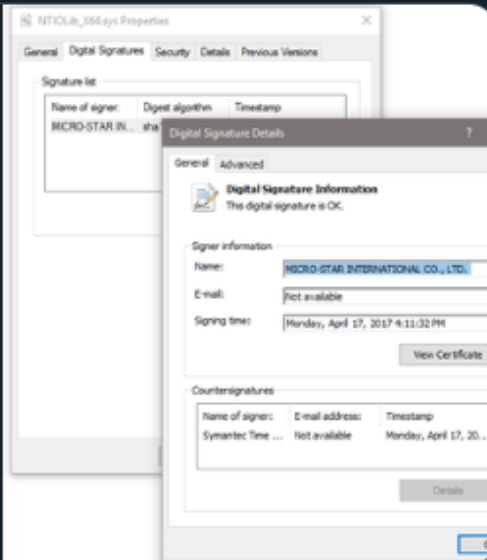 NTIOLib_X64.sys Properties
General Digital Signatures Security Details Previous Versions
Signature list
Name of signer: Digest algorithm Timestamp
MICRO-STAR IN... sha
Digital Signature Details ?
General Advanced
Digital Signature Information
This digital signature is OK.
Signer information
Name: MICRO-STAR INTERNATIONAL CO., LTD.
E-mail: Not available
Signing time: Monday, April 17, 2017 4:11:32 PM
View Certificate
Countersignatures
Name of signer: E-mail address: Timestamp
Symantec Time ... Not available Monday, April 17, 20...
Details